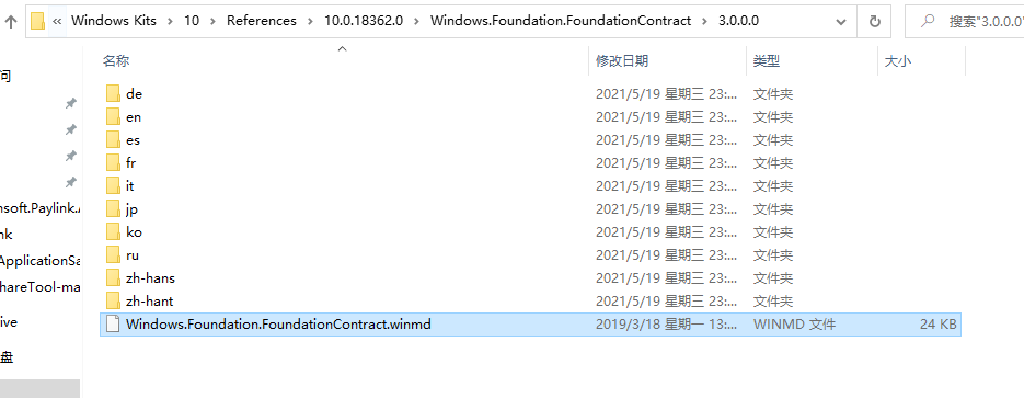 « Windows Kits > 10 > References > 10.0.18362.0 > Windows.Foundation.FoundationContract > 3.0.0.0 搜索"3.0.0.0"
名称 修改日期 类型 大小
de 2021/5/19 星期三 23:... 文件夹
en 2021/5/19 星期三 23:... 文件夹
es 2021/5/19 星期三 23:... 文件夹
fr 2021/5/19 星期三 23:... 文件夹
it 2021/5/19 星期三 23:... 文件夹
jp 2021/5/19 星期三 23:... 文件夹
ko 2021/5/19 星期三 23:... 文件夹
ru 2021/5/19 星期三 23:... 文件夹
zh-hans 2021/5/19 星期三 23:... 文件夹
zh-hant 2021/5/19 星期三 23:... 文件夹
Windows.Foundation.FoundationContract.winmd 2019/3/18 星期一 13:... WINMD 文件 24 KB
间
nsoft.Paylink.
nk
ApplicationSa
hareTool-ma
ive
盘